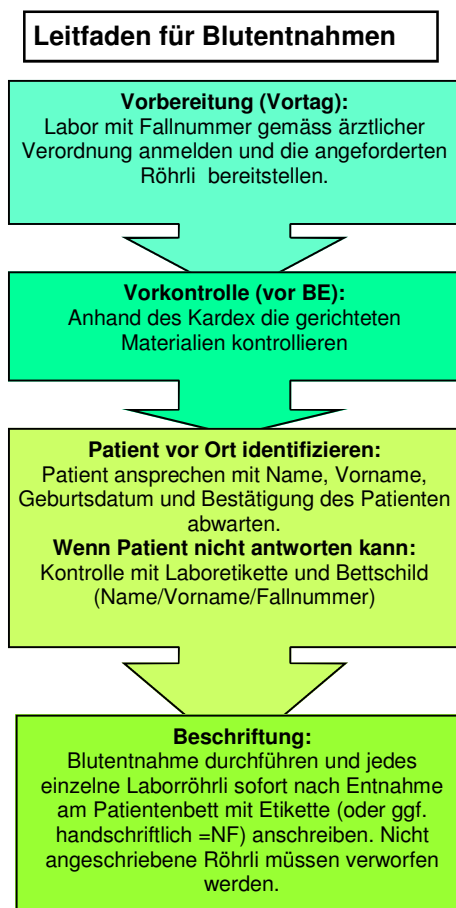 Leitfaden für Blutentnahmen
Vorbereitung (Vortag):
Labor mit Fallnummer gemäss ärztlicher
Verordnung anmelden und die angeforderten
Röhrli bereitstellen.
Vorkontrolle (vor BE):
Anhand des Kardex die gerichteten
Materialien kontrollieren
Patient vor Ort identifizieren:
Patient ansprechen mit Name, Vorname,
Geburtsdatum und Bestätigung des Patienten
abwarten.
Wenn Patient nicht antworten kann:
Kontrolle mit Laboretikette und Bettschild
(Name/Vorname/Fallnummer)
Beschriftung:
Blutentnahme durchführen und jedes
einzelne Laborröhrli sofort nach Entnahme
am Patientenbett mit Etikette (oder ggf.
handschriftlich =NF) anschreiben. Nicht
angeschriebene Röhrli müssen verworfen
werden.